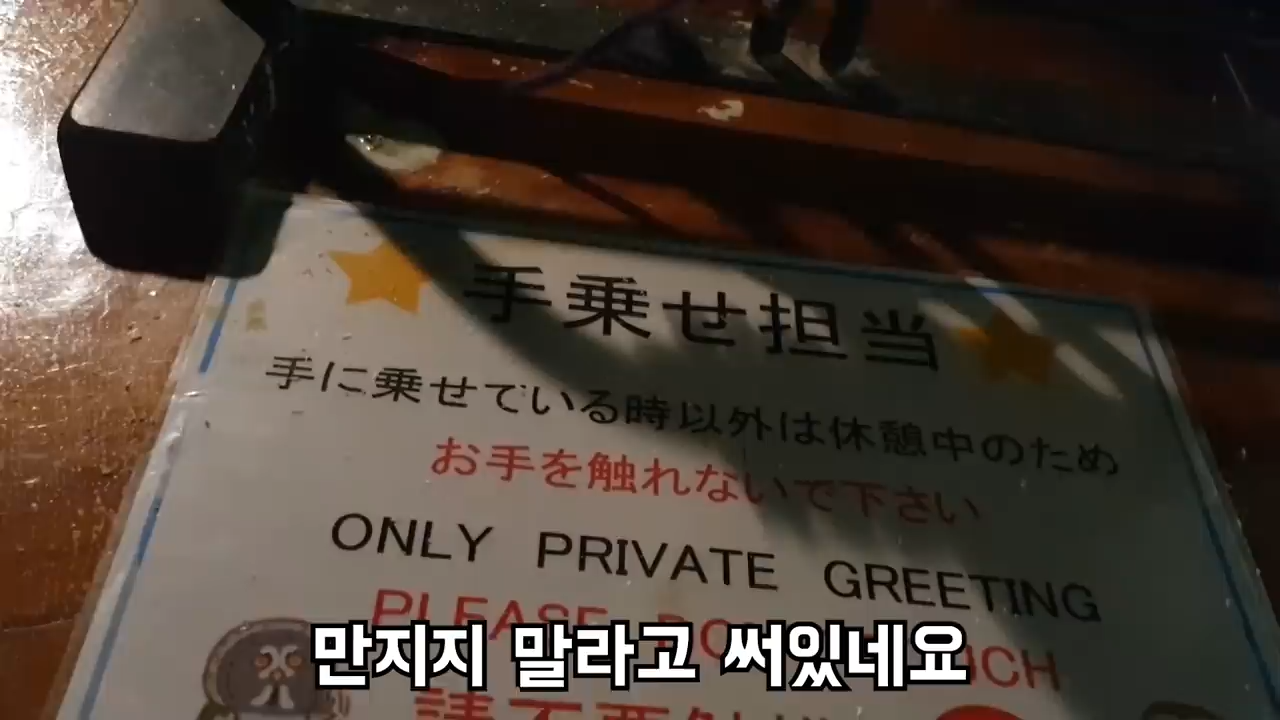 手乗せ担当
手に乗せている時以外は休憩中のため
お手を触れないで下さい
ONLY PRIVATE GREETING
PLEASE
만지지 말라고 써있네요